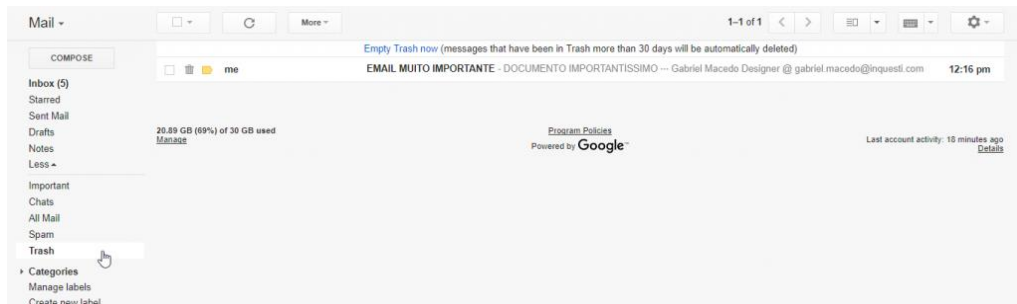 Mail
More
1–1 of 1
COMPOSE
Empty Trash now (messages that have been in Trash more than 30 days will be automatically deleted)
me EMAIL MUITO IMPORTANTE - DOCUMENTO IMPORTANTISSIMO --- Gabriel Macedo Designer @ gabriel.macedo@inquesti.com 12:16 pm
Inbox (5)
Starred
Sent Mail
Drafts
Notes
Less
Important
Chats
All Mail
Spam
Trash
Categories
Manage labels
Create new label
20.89 GB (69%) of 30 GB used
Manage
Program Policies
Powered by Google™
Last account activity: 18 minutes ago
Details